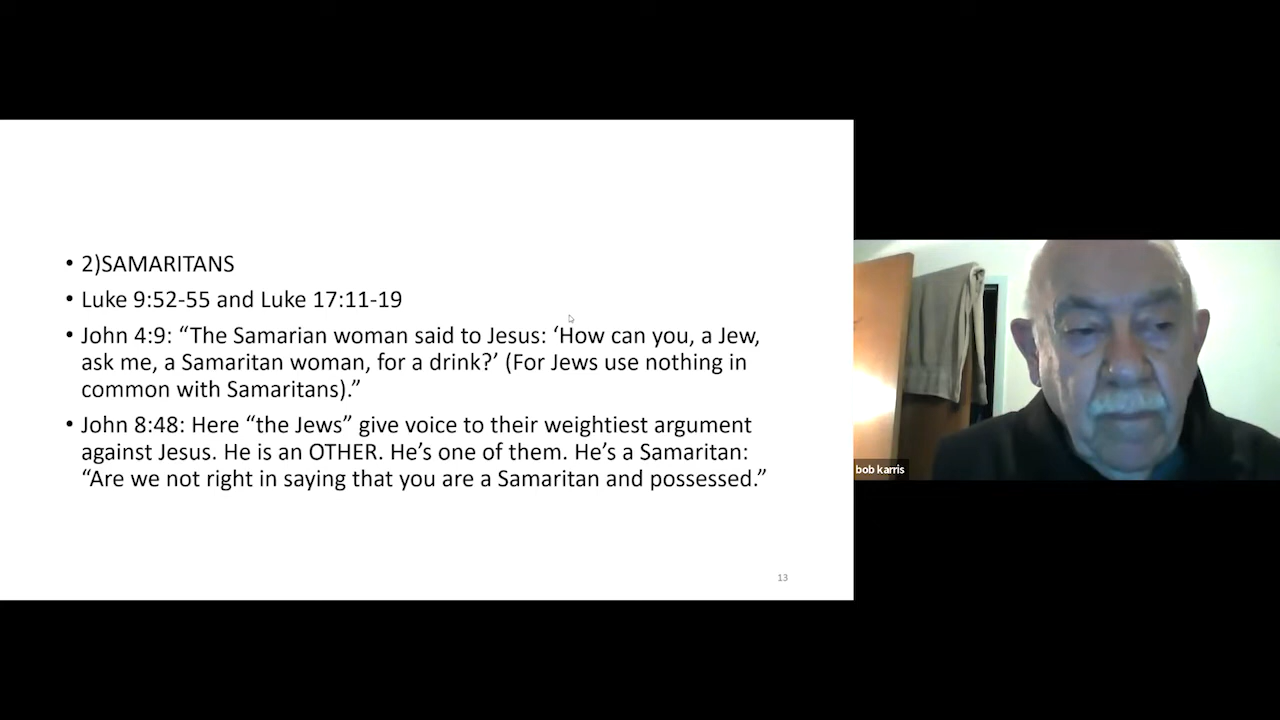 • 2)SAMARITANS
• Luke 9:52-55 and Luke 17:11-19
• John 4:9: “The Samarian woman said to Jesus: ‘How can you, a Jew,
ask me, a Samaritan woman, for a drink?’ (For Jews use nothing in
common with Samaritans).”
• John 8:48: Here “the Jews” give voice to their weightiest argument
against Jesus. He is an OTHER. He’s one of them. He’s a Samaritan:
“Are we not right in saying that you are a Samaritan and possessed.”
13
bob karris